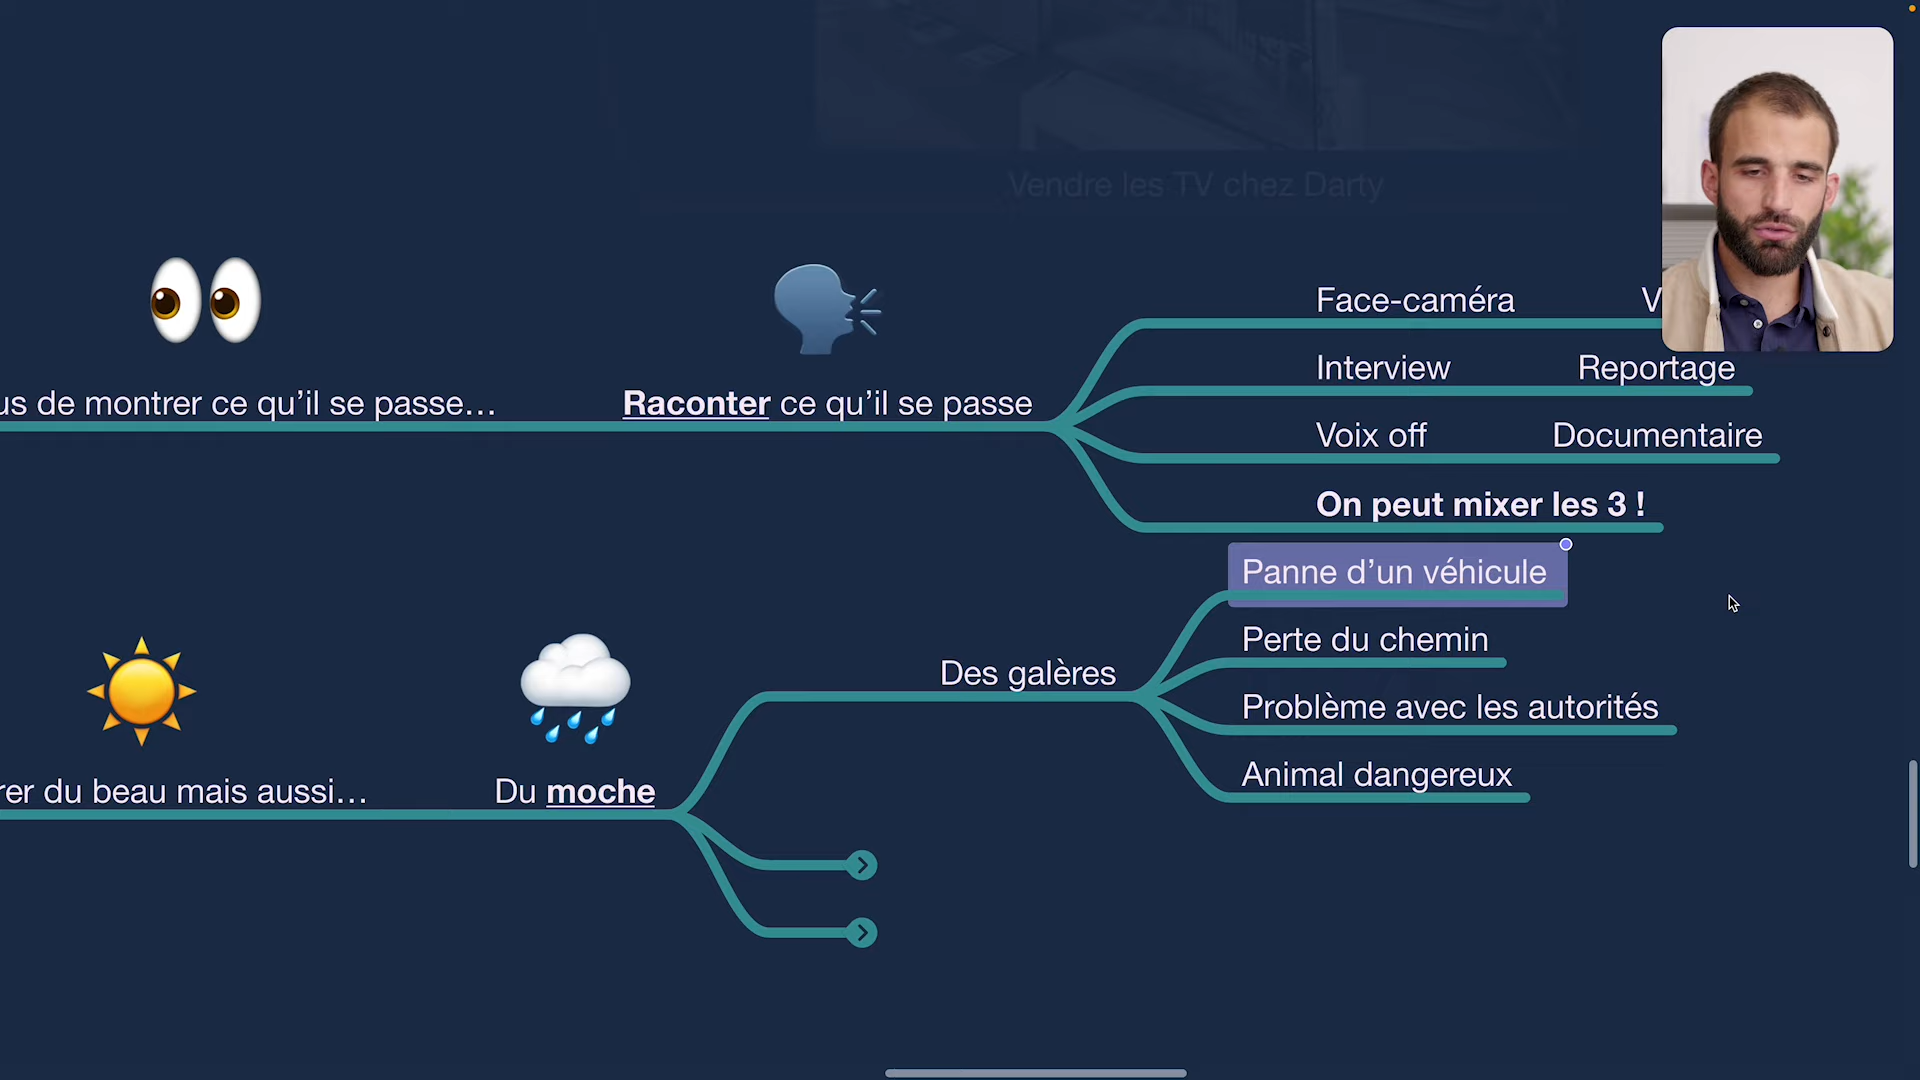 Vendre les TV chez Darty
Face-caméra V
Interview Reportage
us de montrer ce qu’il se passe… Raconter ce qu’il se passe
Voix off Documentaire
On peut mixer les 3 !
Panne d’un véhicule
Perte du chemin
Des galères
Problème avec les autorités
Animal dangereux
rer du beau mais aussi… Du moche